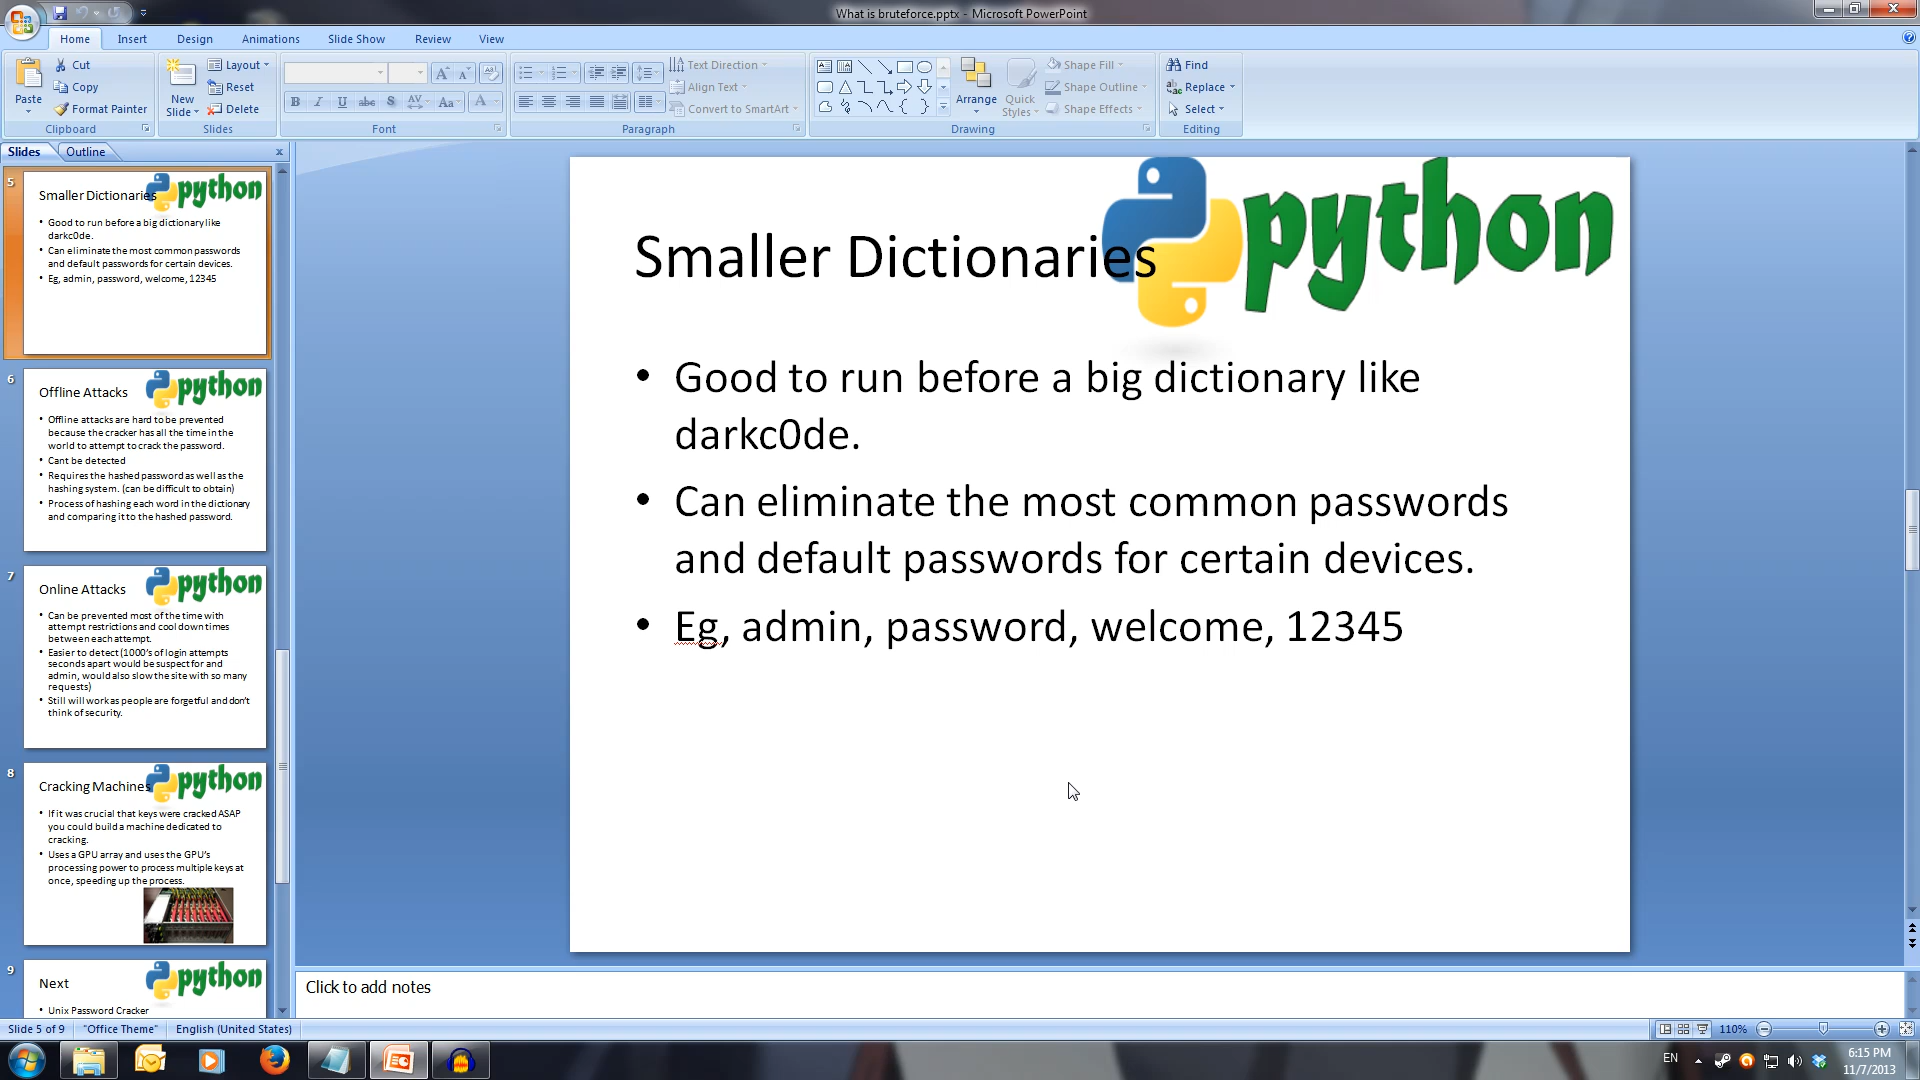 What is bruteforce.pptx - Microsoft PowerPoint
Home Insert Design Animations Slide Show Review View
Paste
Cut
Copy
Format Painter
Clipboard
New Slide
Layout
Reset
Delete
Slides
Font
Text Direction
Align Text
Convert to SmartArt
Paragraph
Arrange
Quick Styles
Shape Fill
Shape Outline
Shape Effects
Drawing
Find
Replace
Select
Editing
Slides Outline
5
Smaller Dictionaries
python
• Good to run before a big dictionary like
darkc0de.
• Can eliminate the most common passwords
and default passwords for certain devices.
• Eg, admin, password, welcome, 12345
6
Offline Attacks
python
• Offline attacks are hard to be prevented
because the cracker has all the time in the
world to attempt to crack the password.
• Cant be detected
• Requires the hashed password as well as the
hashing system. (can be difficult to obtain)
• Process of hashing each word in the dictionary
and comparing it to the hashed password.
7
Online Attacks
python
• Can be prevented most of the time with
attempt restrictions and cool down times
between each attempt.
• Easier to detect (1000's of login attempts
seconds apart would be suspect for and
admin, would also slow the site with so many
requests)
• Still will work as people are forgetful and don't
think of security.
8
Cracking Machines
python
• If it was crucial that keys were cracked ASAP
you could build a machine dedicated to
cracking.
• Uses a GPU array and uses the GPU's
processing power to process multiple keys at
once, speeding up the process.
9
Next
python
• Unix Password Cracker
python
Smaller Dictionaries
• Good to run before a big dictionary like
darkc0de.
• Can eliminate the most common passwords
and default passwords for certain devices.
• Eg, admin, password, welcome, 12345
Click to add notes
Slide 5 of 9 "Office Theme" English (United States)
110%
EN
6:15 PM
11/7/2013